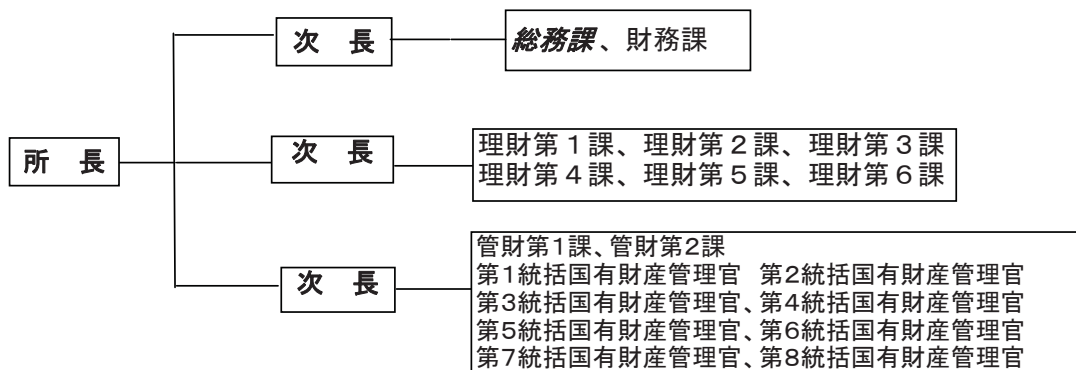 次　長
総務課、財務課
所　長
次　長
理財第１課、理財第２課、理財第３課
理財第４課、理財第５課、理財第６課
次　長
管財第1課、管財第2課
第1統括国有財産管理官　第2統括国有財産管理官
第3統括国有財産管理官、第4統括国有財産管理官
第5統括国有財産管理官、第6統括国有財産管理官
第7統括国有財産管理官、第8統括国有財産管理官